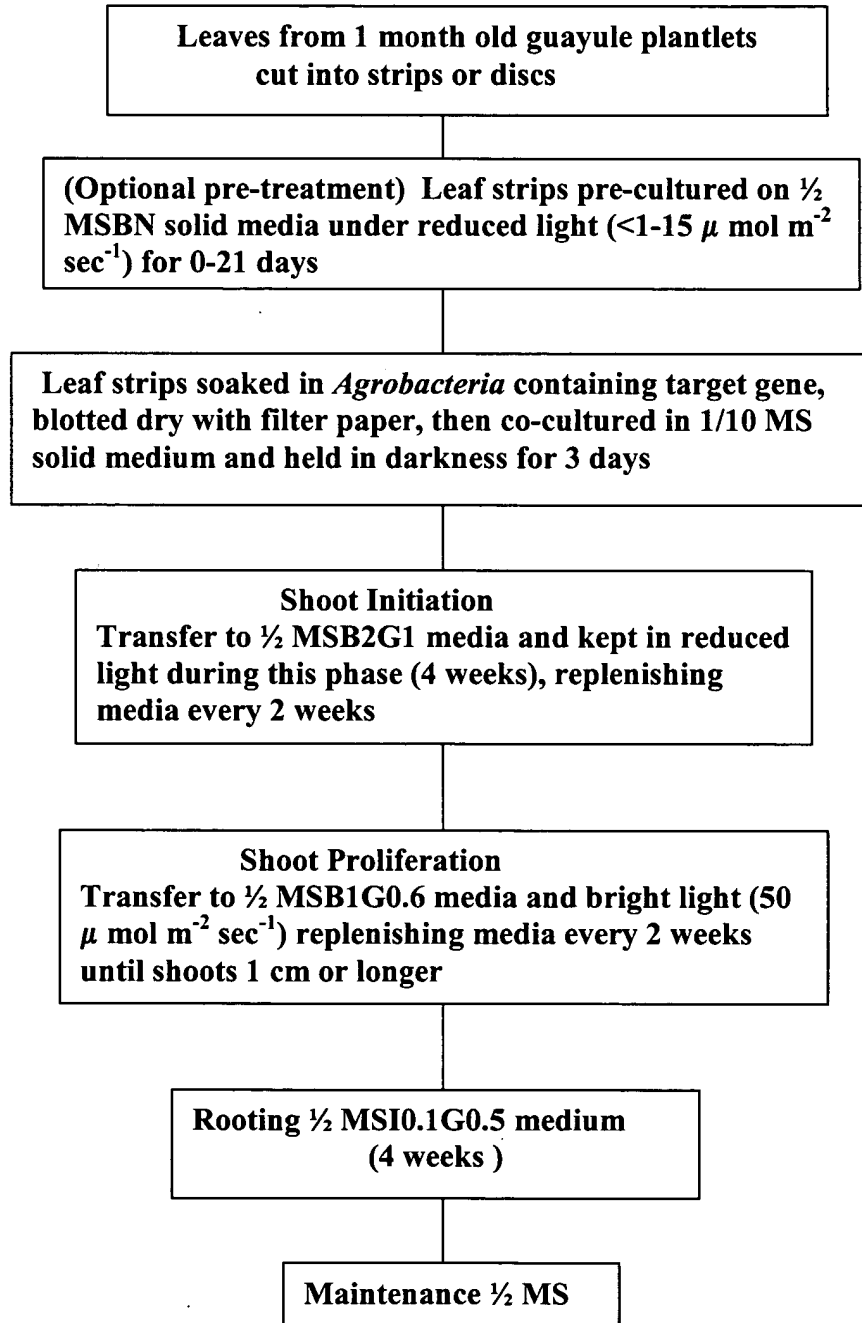 Leaves from 1 month old guayule plantlets
cut into strips or discs
(Optional pre-treatment) Leaf strips pre-cultured on ½
MSBN solid media under reduced light (<1-15 μ mol m⁻²
sec⁻¹) for 0-21 days
Leaf strips soaked in Agrobacteria containing target gene,
blotted dry with filter paper, then co-cultured in 1/10 MS
solid medium and held in darkness for 3 days
Shoot Initiation
Transfer to ½ MSB2G1 media and kept in reduced
light during this phase (4 weeks), replenishing
media every 2 weeks
Shoot Proliferation
Transfer to ½ MSB1G0.6 media and bright light (50
μ mol m⁻² sec⁻¹) replenishing media every 2 weeks
until shoots 1 cm or longer
Rooting ½ MSI0.1G0.5 medium
(4 weeks )
Maintenance ½ MS